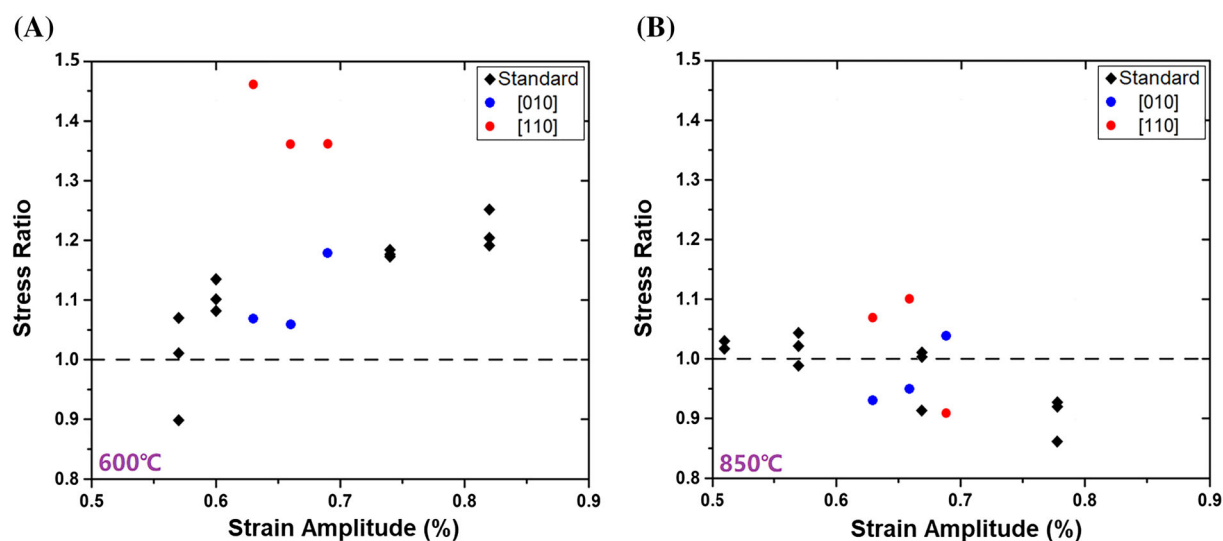 (A)
1.5
1.4
1.3
1.2
1.1
1.0
0.9
0.8
Stress Ratio
Standard
[010]
[110]
600℃
0.5 0.6 0.7 0.8 0.9
Strain Amplitude (%)
(B)
1.5
1.4
1.3
1.2
1.1
1.0
0.9
0.8
Stress Ratio
Standard
[010]
[110]
850℃
0.5 0.6 0.7 0.8 0.9
Strain Amplitude (%)